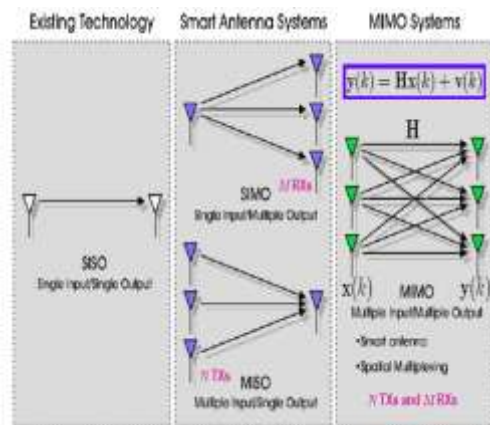 Existing Technology
SISO
Single Input/Single Output
Smart Antenna Systems
M RXs
SIMO
Single Input/Multiple Output
N TXs
MISO
Multiple Input/Single Output
MIMO Systems
y(k) = Hx(k) + v(k)
H
x(k) MIMO y(k)
Multiple Input/Multiple Output
•Smart antenna
•Spatial Multiplexing
N TXs and M RXs